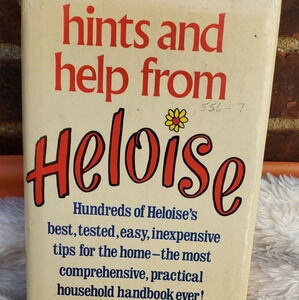 hints and
help from
556-7
Heloise
Hundreds of Heloise's
best, tested, easy, inexpensive
tips for the home—the most
comprehensive, practical
household handbook ever!